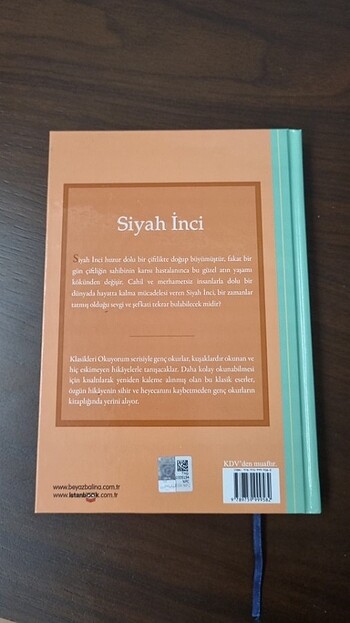 Siyah İnci
Siyah İnci huzur dolu bir çiftlikte doğup büyümüştür, fakat bir
gün çiftliğin sahibinin karısı hastalanınca bu güzel atın yaşamı
kökünden değişir. Cahil ve merhametsiz insanlarla dolu bir
dünyada hayatta kalma mücadelesi veren Siyah İnci, bir zamanlar
tatmış olduğu sevgi ve şefkati tekrar bulabilecek midir?
Klasikleri Okuyorum serisiyle genç okurlar, kuşaklardır okunan ve
hiç eskimeyen hikâyelerle tanışacaklar. Daha kolay okunabilmesi
için kısaltılarak yeniden kaleme alınmış olan bu klasik eserler,
özgün hikâyenin sihir ve heyecanını kaybetmeden genç okurların
kitaplığında yerini alıyor.
KDV'den muaftır.
www.beyazbalina.com.tr
www.istanbook.com.tr